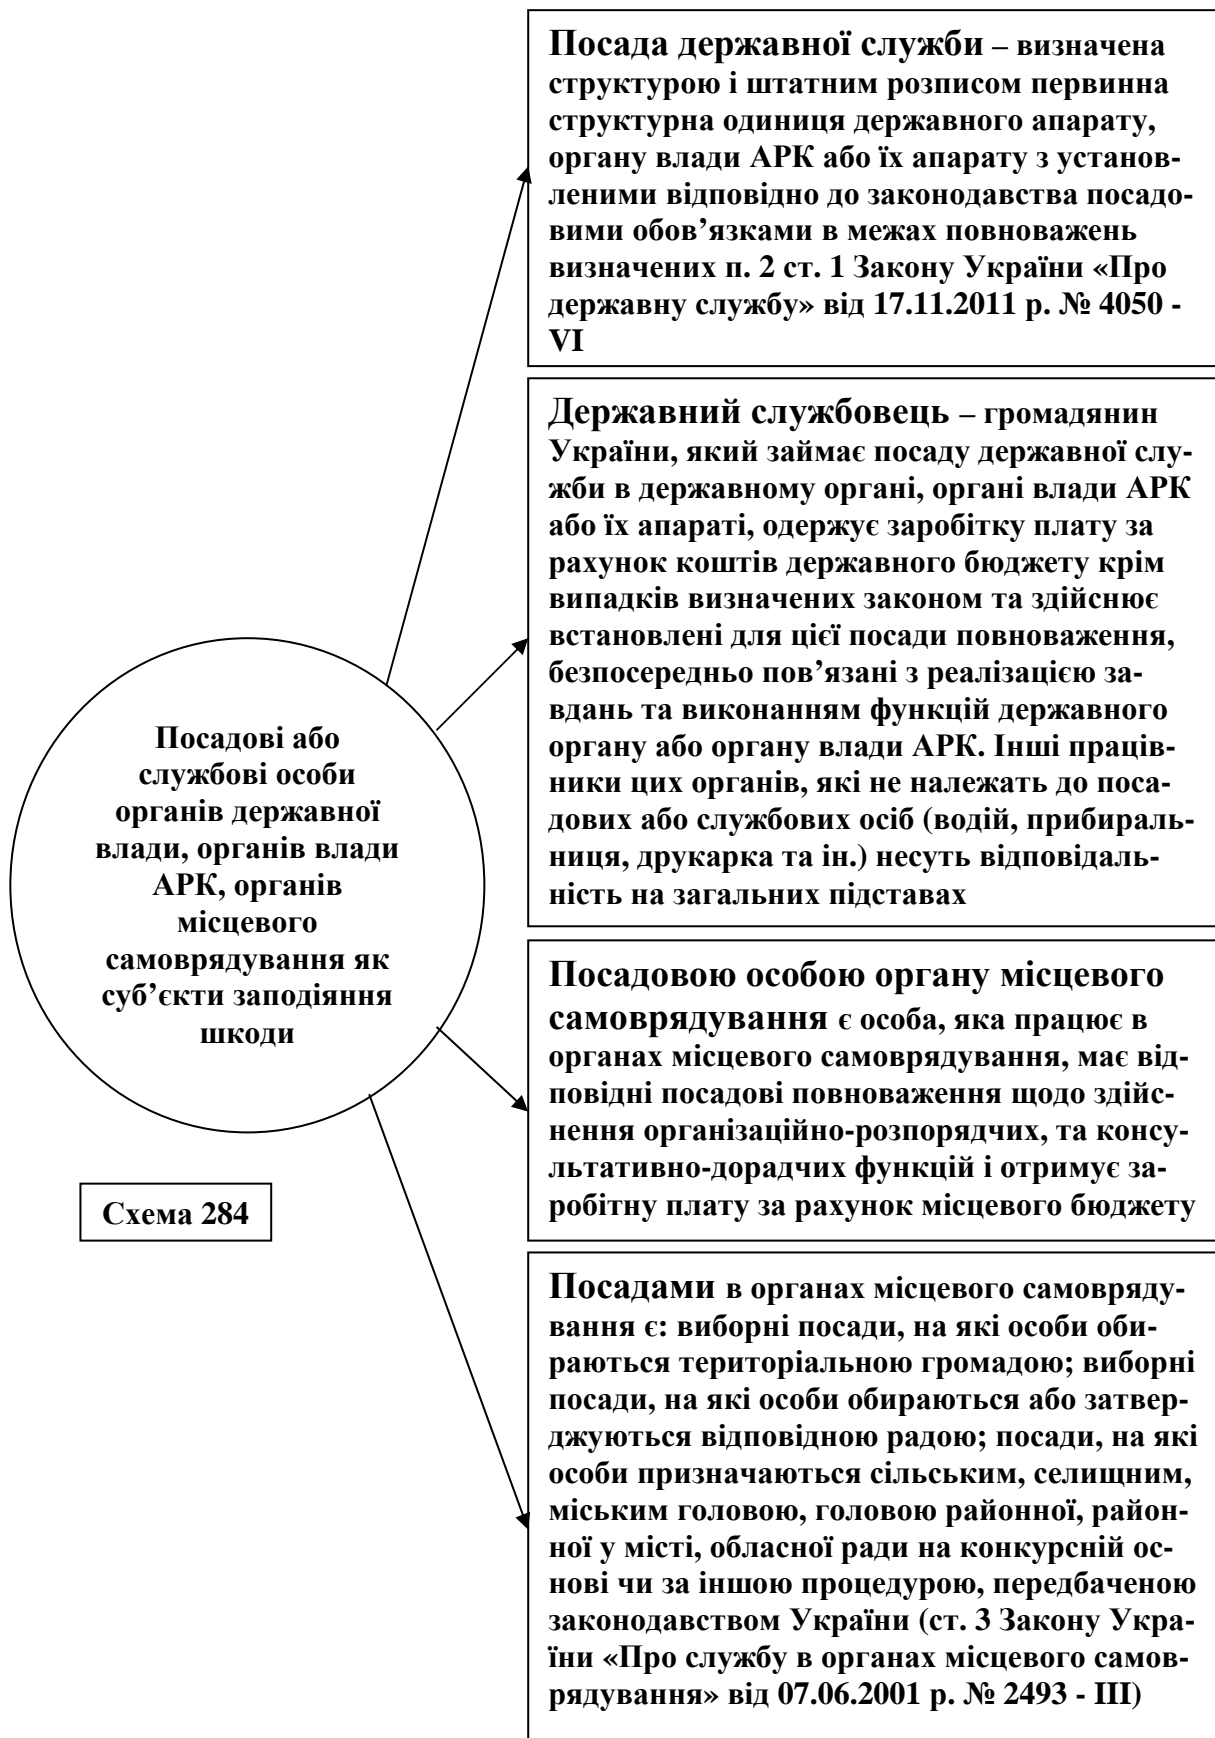 Посада державної служби – визначена
структурою і штатним розписом первинна
структурна одиниця державного апарату,
органу влади АРК або їх апарату з установ-
леними відповідно до законодавства посадо-
вими обов’язками в межах повноважень
визначених п. 2 ст. 1 Закону України «Про
державну службу» від 17.11.2011 р. № 4050 -
VI
Державний службовець – громадянин
України, який займає посаду державної слу-
жби в державному органі, органі влади АРК
або їх апараті, одержує заробітку плату за
рахунок коштів державного бюджету крім
випадків визначених законом та здійснює
встановлені для цієї посади повноваження,
безпосередньо пов’язані з реалізацією за-
вдань та виконанням функцій державного
органу або органу влади АРК. Інші праців-
ники цих органів, які не належать до поса-
дових або службових осіб (водій, прибираль-
ниця, друкарка та ін.) несуть відповідаль-
ність на загальних підставах
Посадові або
службові особи
органів державної
влади, органів влади
АРК, органів
місцевого
самоврядування як
суб’єкти заподіяння
шкоди
Посадовою особою органу місцевого
самоврядування є особа, яка працює в
органах місцевого самоврядування, має від-
повідні посадові повноваження щодо здійс-
нення організаційно-розпорядчих, та консу-
льтативно-дорадчих функцій і отримує за-
робітну плату за рахунок місцевого бюджету
Схема 284
Посадами в органах місцевого самовряду-
вання є: виборні посади, на які особи оби-
раються територіальною громадою; виборні
посади, на які особи обираються або затвер-
джуються відповідною радою; посади, на які
особи призначаються сільським, селищним,
міським головою, головою районної, район-
ної у місті, обласної ради на конкурсній ос-
нові чи за іншою процедурою, передбаченою
законодавством України (ст. 3 Закону Укра-
їни «Про службу в органах місцевого самов-
рядування» від 07.06.2001 р. № 2493 - III)